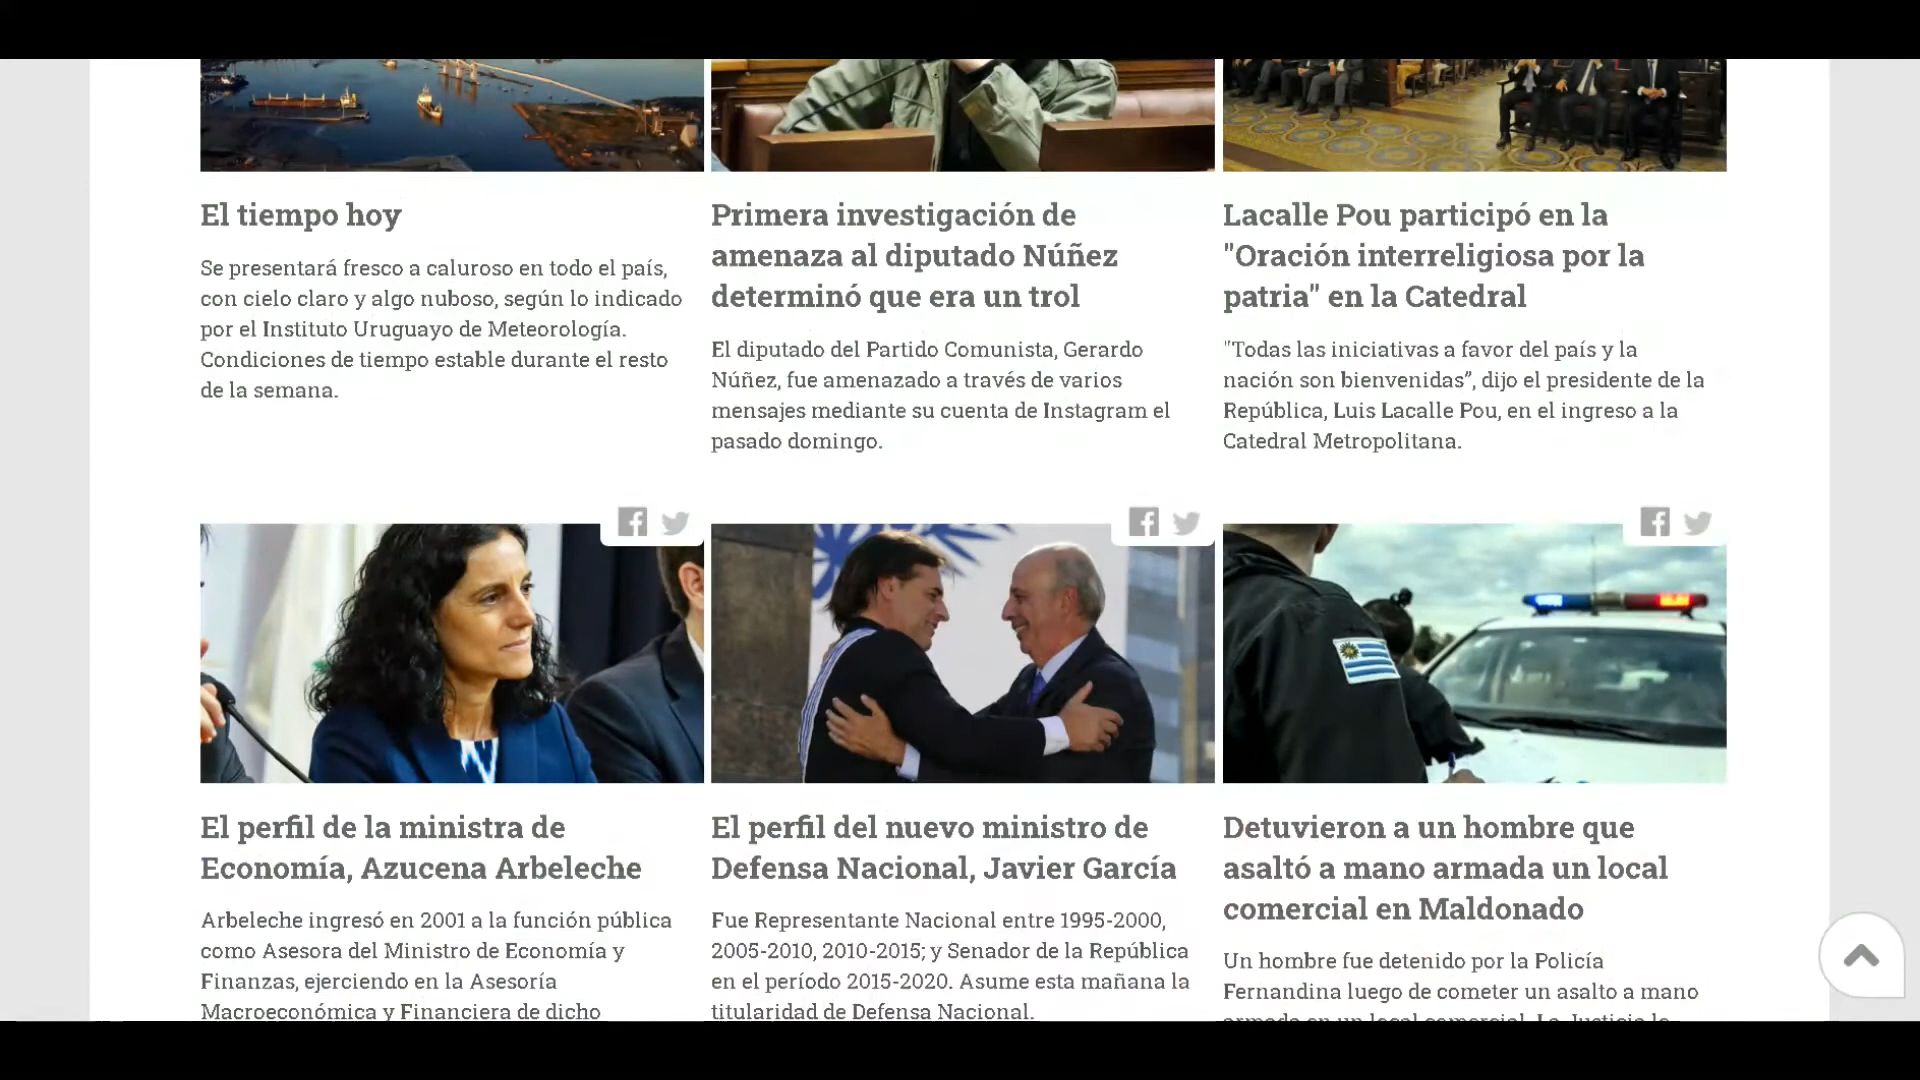 El tiempo hoy
Se presentará fresco a caluroso en todo el país,
con cielo claro y algo nuboso, según lo indicado
por el Instituto Uruguayo de Meteorología.
Condiciones de tiempo estable durante el resto
de la semana.
Primera investigación de
amenaza al diputado Núñez
determinó que era un trol
El diputado del Partido Comunista, Gerardo
Núñez, fue amenazado a través de varios
mensajes mediante su cuenta de Instagram el
pasado domingo.
Lacalle Pou participó en la
"Oración interreligiosa por la
patria" en la Catedral
"Todas las iniciativas a favor del país y la
nación son bienvenidas”, dijo el presidente de la
República, Luis Lacalle Pou, en el ingreso a la
Catedral Metropolitana.
El perfil de la ministra de
Economía, Azucena Arbeleche
Arbeleche ingresó en 2001 a la función pública
como Asesora del Ministro de Economía y
Finanzas, ejerciendo en la Asesoría
Macroeconómica y Financiera de dicho
El perfil del nuevo ministro de
Defensa Nacional, Javier García
Fue Representante Nacional entre 1995-2000,
2005-2010, 2010-2015; y Senador de la República
en el período 2015-2020. Asume esta mañana la
titularidad de Defensa Nacional.
Detuvieron a un hombre que
asaltó a mano armada un local
comercial en Maldonado
Un hombre fue detenido por la Policía
Fernandina luego de cometer un asalto a mano
armada en un local comercial. La Justicia lo